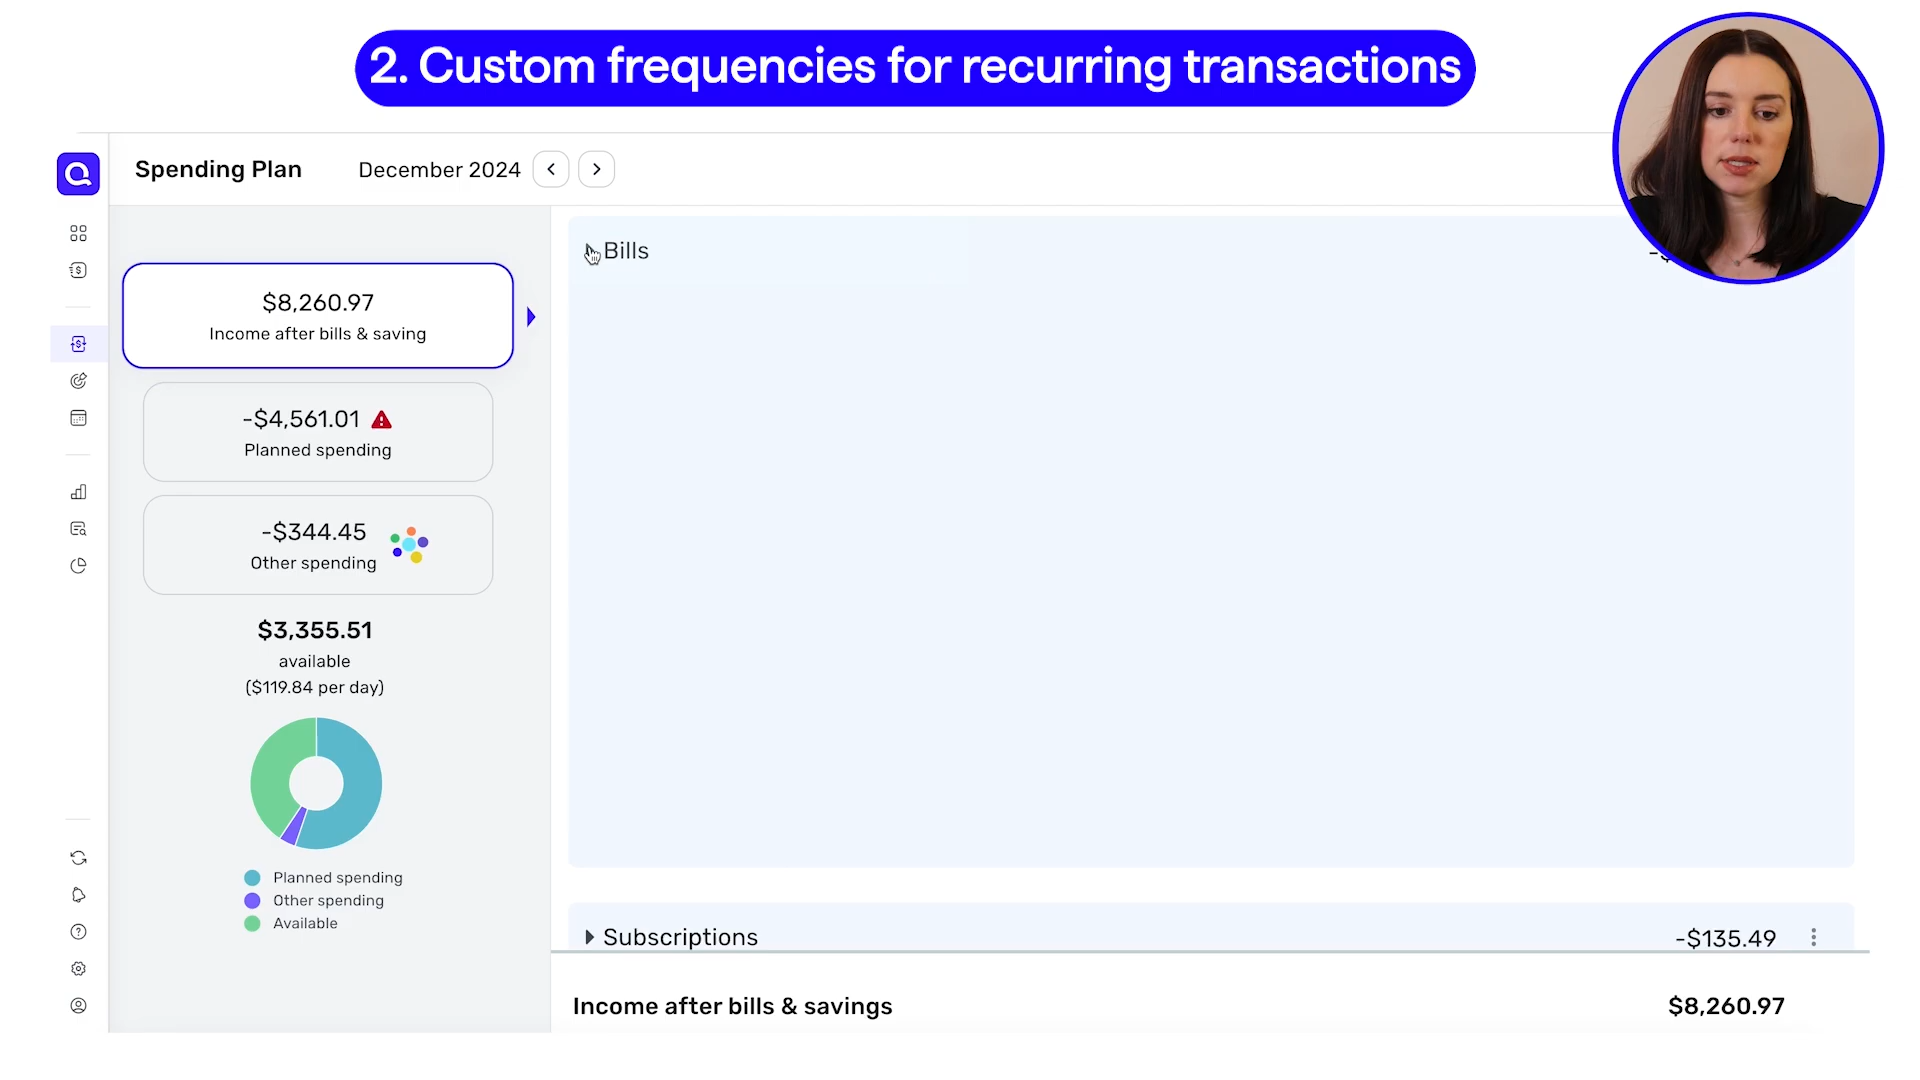 2. Custom frequencies for recurring transactions
Spending Plan
December 2024
$8,260.97
Income after bills & saving
-$4,561.01
Planned spending
-$344.45
Other spending
$3,355.51
available
($119.84 per day)
Planned spending
Other spending
Available
Bills
Subscriptions
-$135.49
Income after bills & savings
$8,260.97